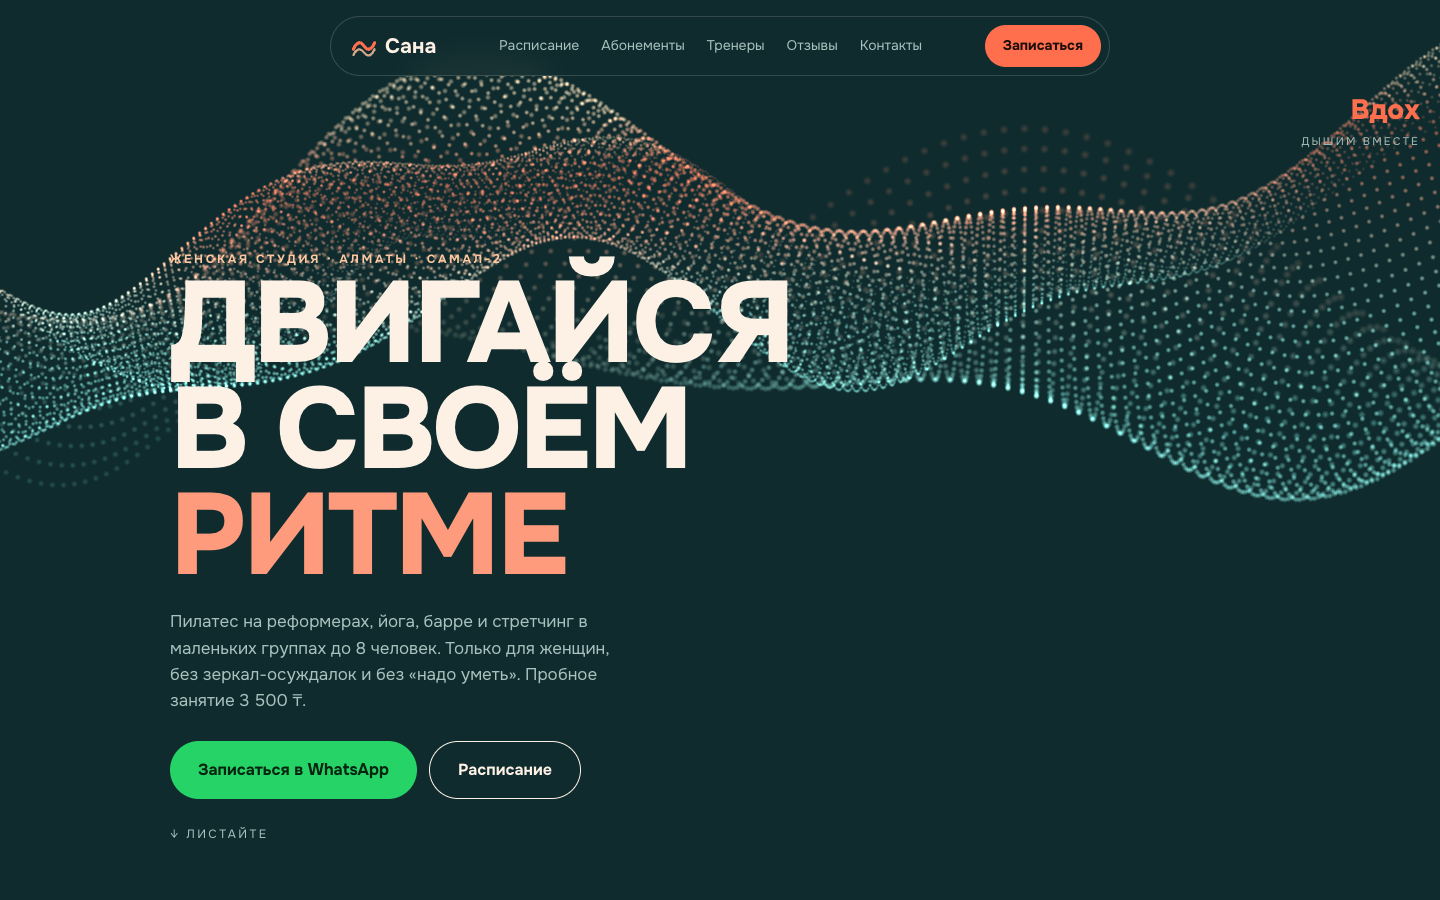 Сана
Расписание
Абонементы
Тренеры
Отзывы
Контакты
Записаться
Вдох
ДЫШИМ ВМЕСТЕ
ЖЕНСКАЯ СТУДИЯ · АЛМАТЫ · САМАЛ-2
ДВИГАЙСЯ
В СВОЁМ
РИТМЕ
Пилатес на реформерах, йога, барре и стретчинг в
маленьких группах до 8 человек. Только для женщин,
без зеркал-осуждалок и без «надо уметь». Пробное
занятие 3 500 ₸.
Записаться в WhatsApp
Расписание
↓ ЛИСТАЙТЕ